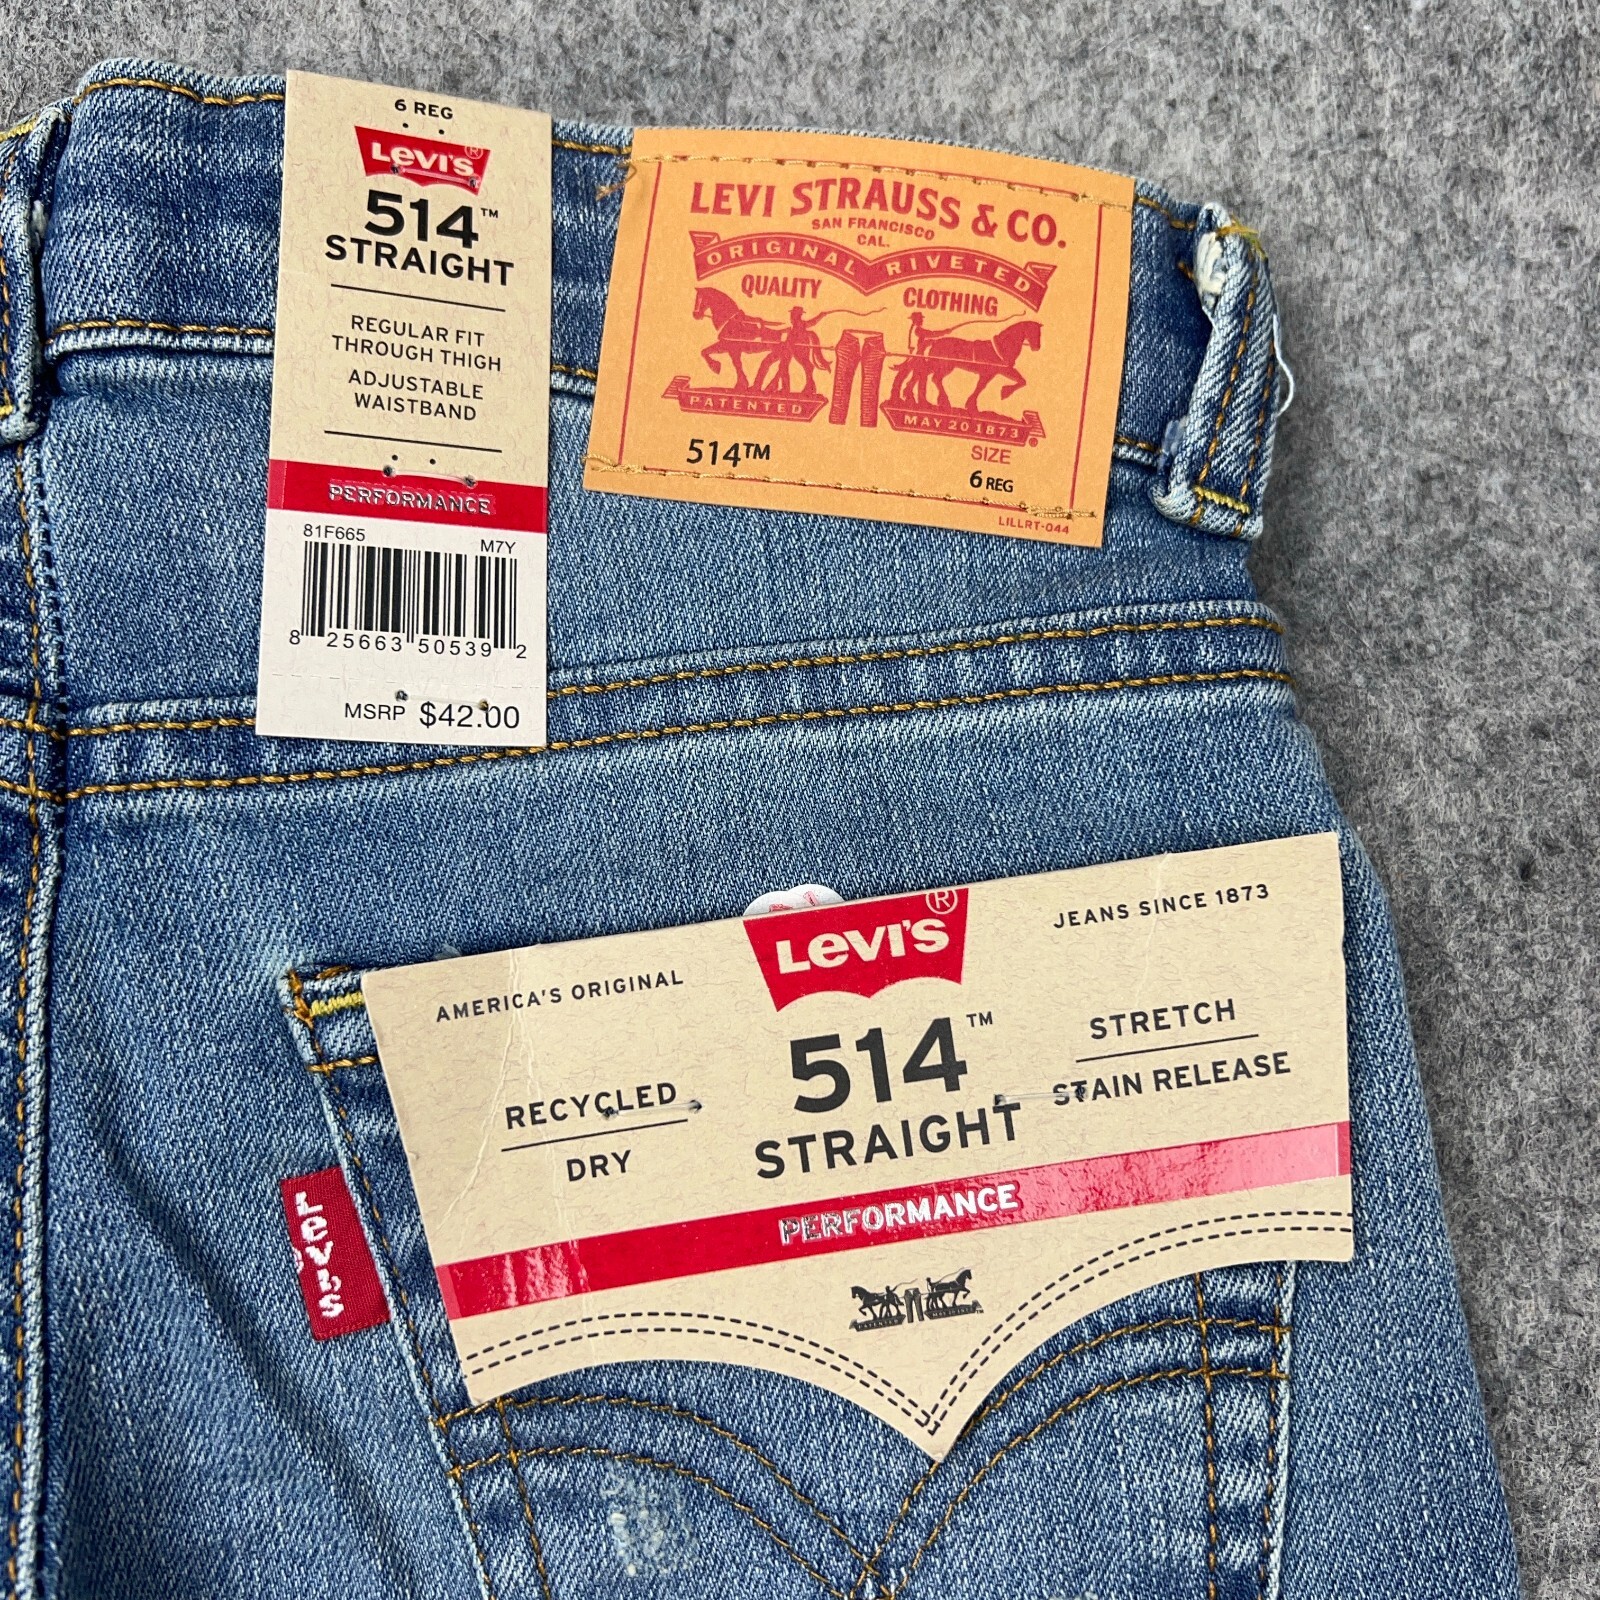 6 REG
Levi's®
514™
STRAIGHT
REGULAR FIT
THROUGH THIGH
ADJUSTABLE
WAISTBAND
PERFORMANCE
81F665 M7Y
8 25663 50539 2
MSRP $42.00
LEVI STRAUSS & CO.
SAN FRANCISCO
CAL.
ORIGINAL RIVETED
QUALITY CLOTHING
PATENTED MAY 20 1873
514™
SIZE
6 REG
LILLRT-044
Levi's®
AMERICA'S ORIGINAL
JEANS SINCE 1873
514™
STRAIGHT
RECYCLED
DRY
STRETCH
STAIN RELEASE
PERFORMANCE
Levi's